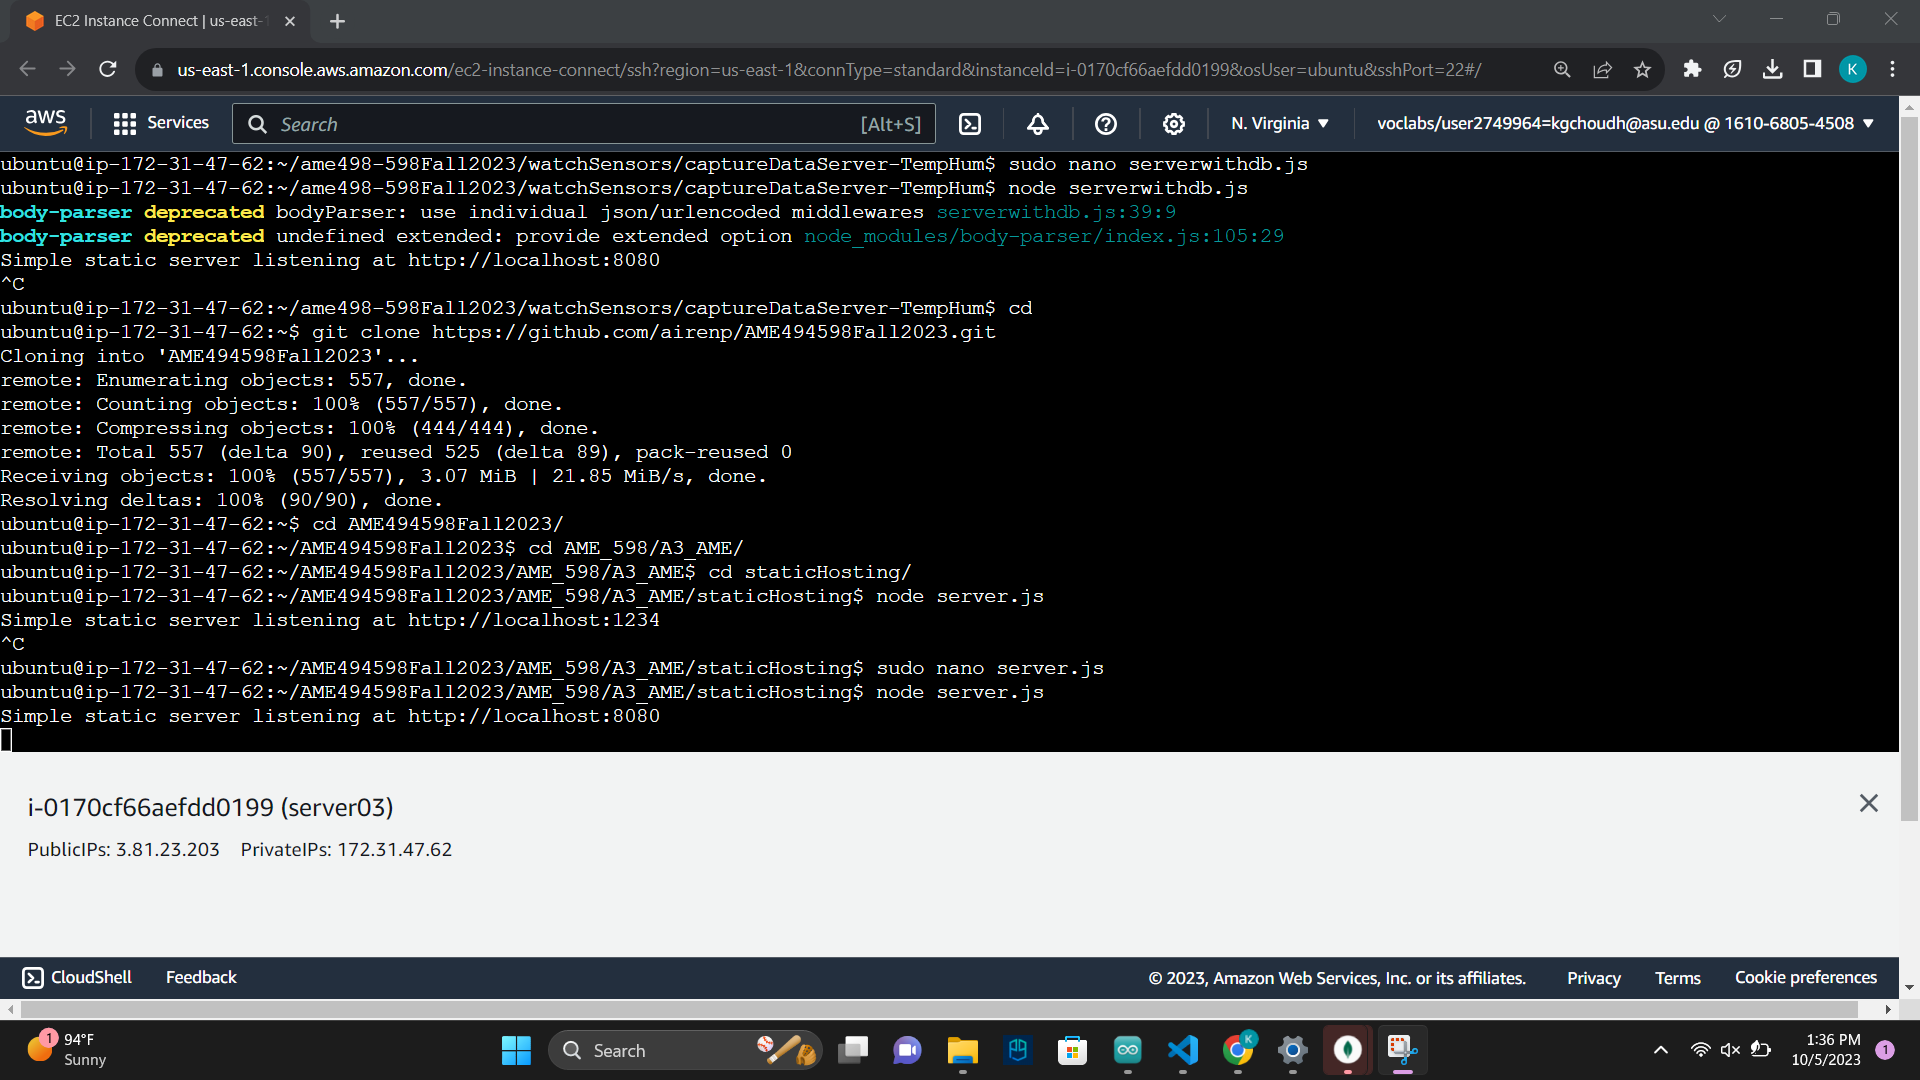 EC2 Instance Connect | us-east-1
us-east-1.console.aws.amazon.com/ec2-instance-connect/ssh?region=us-east-1&connType=standard&instanceId=i-0170cf66aefdd0199&osUser=ubuntu&sshPort=22#/
K
aws Services Search [Alt+S] N. Virginia ▼ voclabs/user2749964=kgchoudh@asu.edu @ 1610-6805-4508 ▼
ubuntu@ip-172-31-47-62:~/ame498-598Fall2023/watchSensors/captureDataServer-TempHum$ sudo nano serverwithdb.js
ubuntu@ip-172-31-47-62:~/ame498-598Fall2023/watchSensors/captureDataServer-TempHum$ node serverwithdb.js
body-parser deprecated bodyParser: use individual json/urlencoded middlewares serverwithdb.js:39:9
body-parser deprecated undefined extended: provide extended option node_modules/body-parser/index.js:105:29
Simple static server listening at http://localhost:8080
^C
ubuntu@ip-172-31-47-62:~/ame498-598Fall2023/watchSensors/captureDataServer-TempHum$ cd
ubuntu@ip-172-31-47-62:~$ git clone https://github.com/airenp/AME494598Fall2023.git
Cloning into 'AME494598Fall2023'...
remote: Enumerating objects: 557, done.
remote: Counting objects: 100% (557/557), done.
remote: Compressing objects: 100% (444/444), done.
remote: Total 557 (delta 90), reused 525 (delta 89), pack-reused 0
Receiving objects: 100% (557/557), 3.07 MiB | 21.85 MiB/s, done.
Resolving deltas: 100% (90/90), done.
ubuntu@ip-172-31-47-62:~$ cd AME494598Fall2023/
ubuntu@ip-172-31-47-62:~/AME494598Fall2023$ cd AME_598/A3_AME/
ubuntu@ip-172-31-47-62:~/AME494598Fall2023/AME_598/A3_AME$ cd staticHosting/
ubuntu@ip-172-31-47-62:~/AME494598Fall2023/AME_598/A3_AME/staticHosting$ node server.js
Simple static server listening at http://localhost:1234
^C
ubuntu@ip-172-31-47-62:~/AME494598Fall2023/AME_598/A3_AME/staticHosting$ sudo nano server.js
ubuntu@ip-172-31-47-62:~/AME494598Fall2023/AME_598/A3_AME/staticHosting$ node server.js
Simple static server listening at http://localhost:8080
i-0170cf66aefdd0199 (server03)
PublicIPs: 3.81.23.203 PrivateIPs: 172.31.47.62
CloudShell Feedback © 2023, Amazon Web Services, Inc. or its affiliates. Privacy Terms Cookie preferences
1 94°F
Sunny
Search
K
1:36 PM
10/5/2023
1